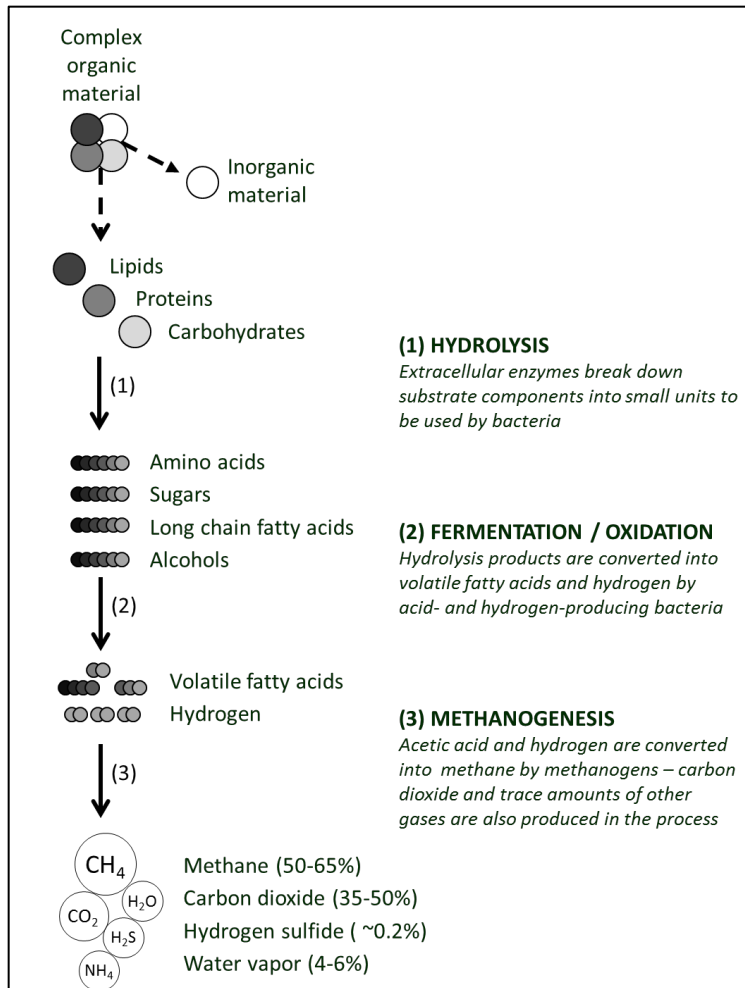 Complex
organic
material
Inorganic
material
Lipids
Proteins
Carbohydrates
(1)
(1) HYDROLYSIS
Extracellular enzymes break down
substrate components into small units to
be used by bacteria
Amino acids
Sugars
Long chain fatty acids
Alcohols
(2)
(2) FERMENTATION / OXIDATION
Hydrolysis products are converted into
volatile fatty acids and hydrogen by
acid- and hydrogen-producing bacteria
Volatile fatty acids
Hydrogen
(3)
(3) METHANOGENESIS
Acetic acid and hydrogen are converted
into methane by methanogens – carbon
dioxide and trace amounts of other
gases are also produced in the process
CH₄
CO₂
H₂O
H₂S
NH₄
Methane (50-65%)
Carbon dioxide (35-50%)
Hydrogen sulfide ( ~0.2%)
Water vapor (4-6%)